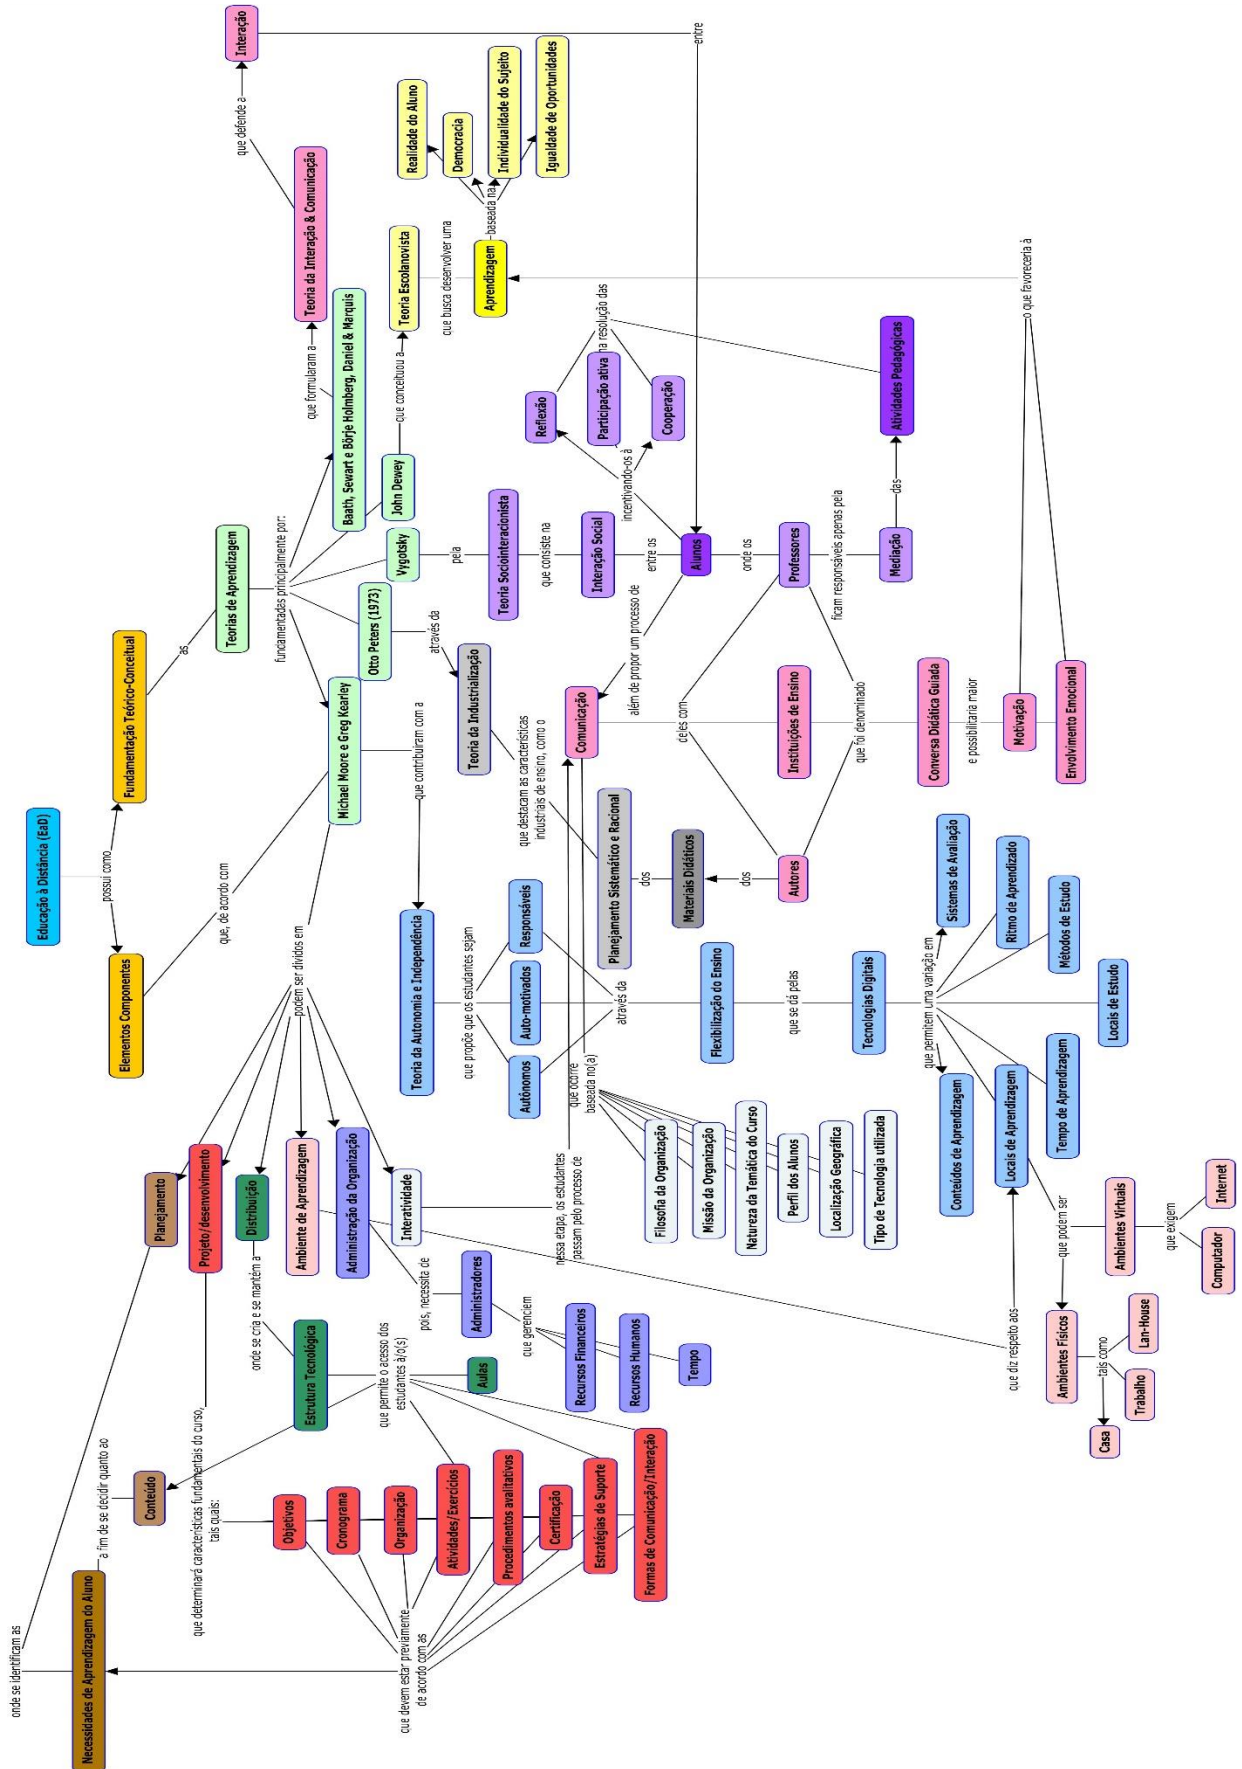 Educação à Distância (EaD)
possui como
Elementos Componentes
Fundamentação Teórico-Conceitual
que, de acordo com
as
Teorias de Aprendizagem
fundamentadas principalmente por:
Michael Moore e Greg Kearley
Otto Peters (1973)
Vygotsky
John Dewey
Baath, Sewart e Börje Holmberg, Daniel & Marquis
que formularam a
Teoria da Interação & Comunicação
que defende a
Interação
entre
que conceituou a
Teoria Escolanovista
que busca desenvolver uma
Aprendizagem
baseada na
Realidade do Aluno
Democracia
Individualidade do Sujeito
Igualdade de Oportunidades
pela
Teoria Sociointeracionista
que consiste na
Interação Social
entre os
Alunos
incentivando-os à
Reflexão
Participação ativa
Cooperação
na resolução das
Atividades Pedagógicas
onde os
Professores
ficam responsáveis apenas pela
Mediação
das
além de propor um processo de
Comunicação
deles com
Instituições de Ensino
Autores
que foi denominado
Conversa Didática Guiada
e possibilitaria maior
Motivação
Envolvimento Emocional
o que favoreceria à
através da
Teoria da Industrialização
que destacam as características
industriais de ensino, como o
Planejamento Sistemático e Racional
dos
Materiais Didáticos
dos
que contribuiram com a
Teoria da Autonomia e Independência
que propõe que os estudantes sejam
Autônomos
Auto-motivados
Responsáveis
através da
Flexibilização do Ensino
que se dá pelas
Tecnologias Digitais
que permitem uma variação em
Conteúdos de Aprendizagem
Locais de Aprendizagem
Tempo de Aprendizagem
Locais de Estudo
Métodos de Estudo
Ritmo de Aprendizado
Sistemas de Avaliação
que podem ser
Ambientes Físicos
Ambientes Virtuais
tais como
Casa
Trabalho
Lan-House
que exigem
Computador
Internet
podem ser dividos em
Planejamento
Projeto/desenvolvimento
Distribuição
Ambiente de Aprendizagem
Administração da Organização
Interatividade
nessa etapa, os estudantes
passam pelo processo de
que ocorre
baseada no(a)
Filosofia da Organização
Missão da Organização
Natureza da Temática do Curso
Perfil dos Alunos
Localização Geográfica
Tipo de Tecnologia utilizada
que diz respeito aos
pois, necessita de
Administradores
que gerenciem
Recursos Financeiros
Recursos Humanos
Tempo
onde se cria e se mantém a
Estrutura Tecnológica
que permite o acesso dos
estudantes à/o(s)
Aulas
Conteúdo
a fim de se decidir quanto ao
onde se identificam as
Necessidades de Aprendizagem do Aluno
que determinará características fundamentais do curso,
tais quais:
Objetivos
Cronograma
Organização
Atividades/Exercícios
Procedimentos avalitativos
Certificação
Estratégias de Suporte
Formas de Comunicação/Interação
que devem estar previamente
de acordo com as